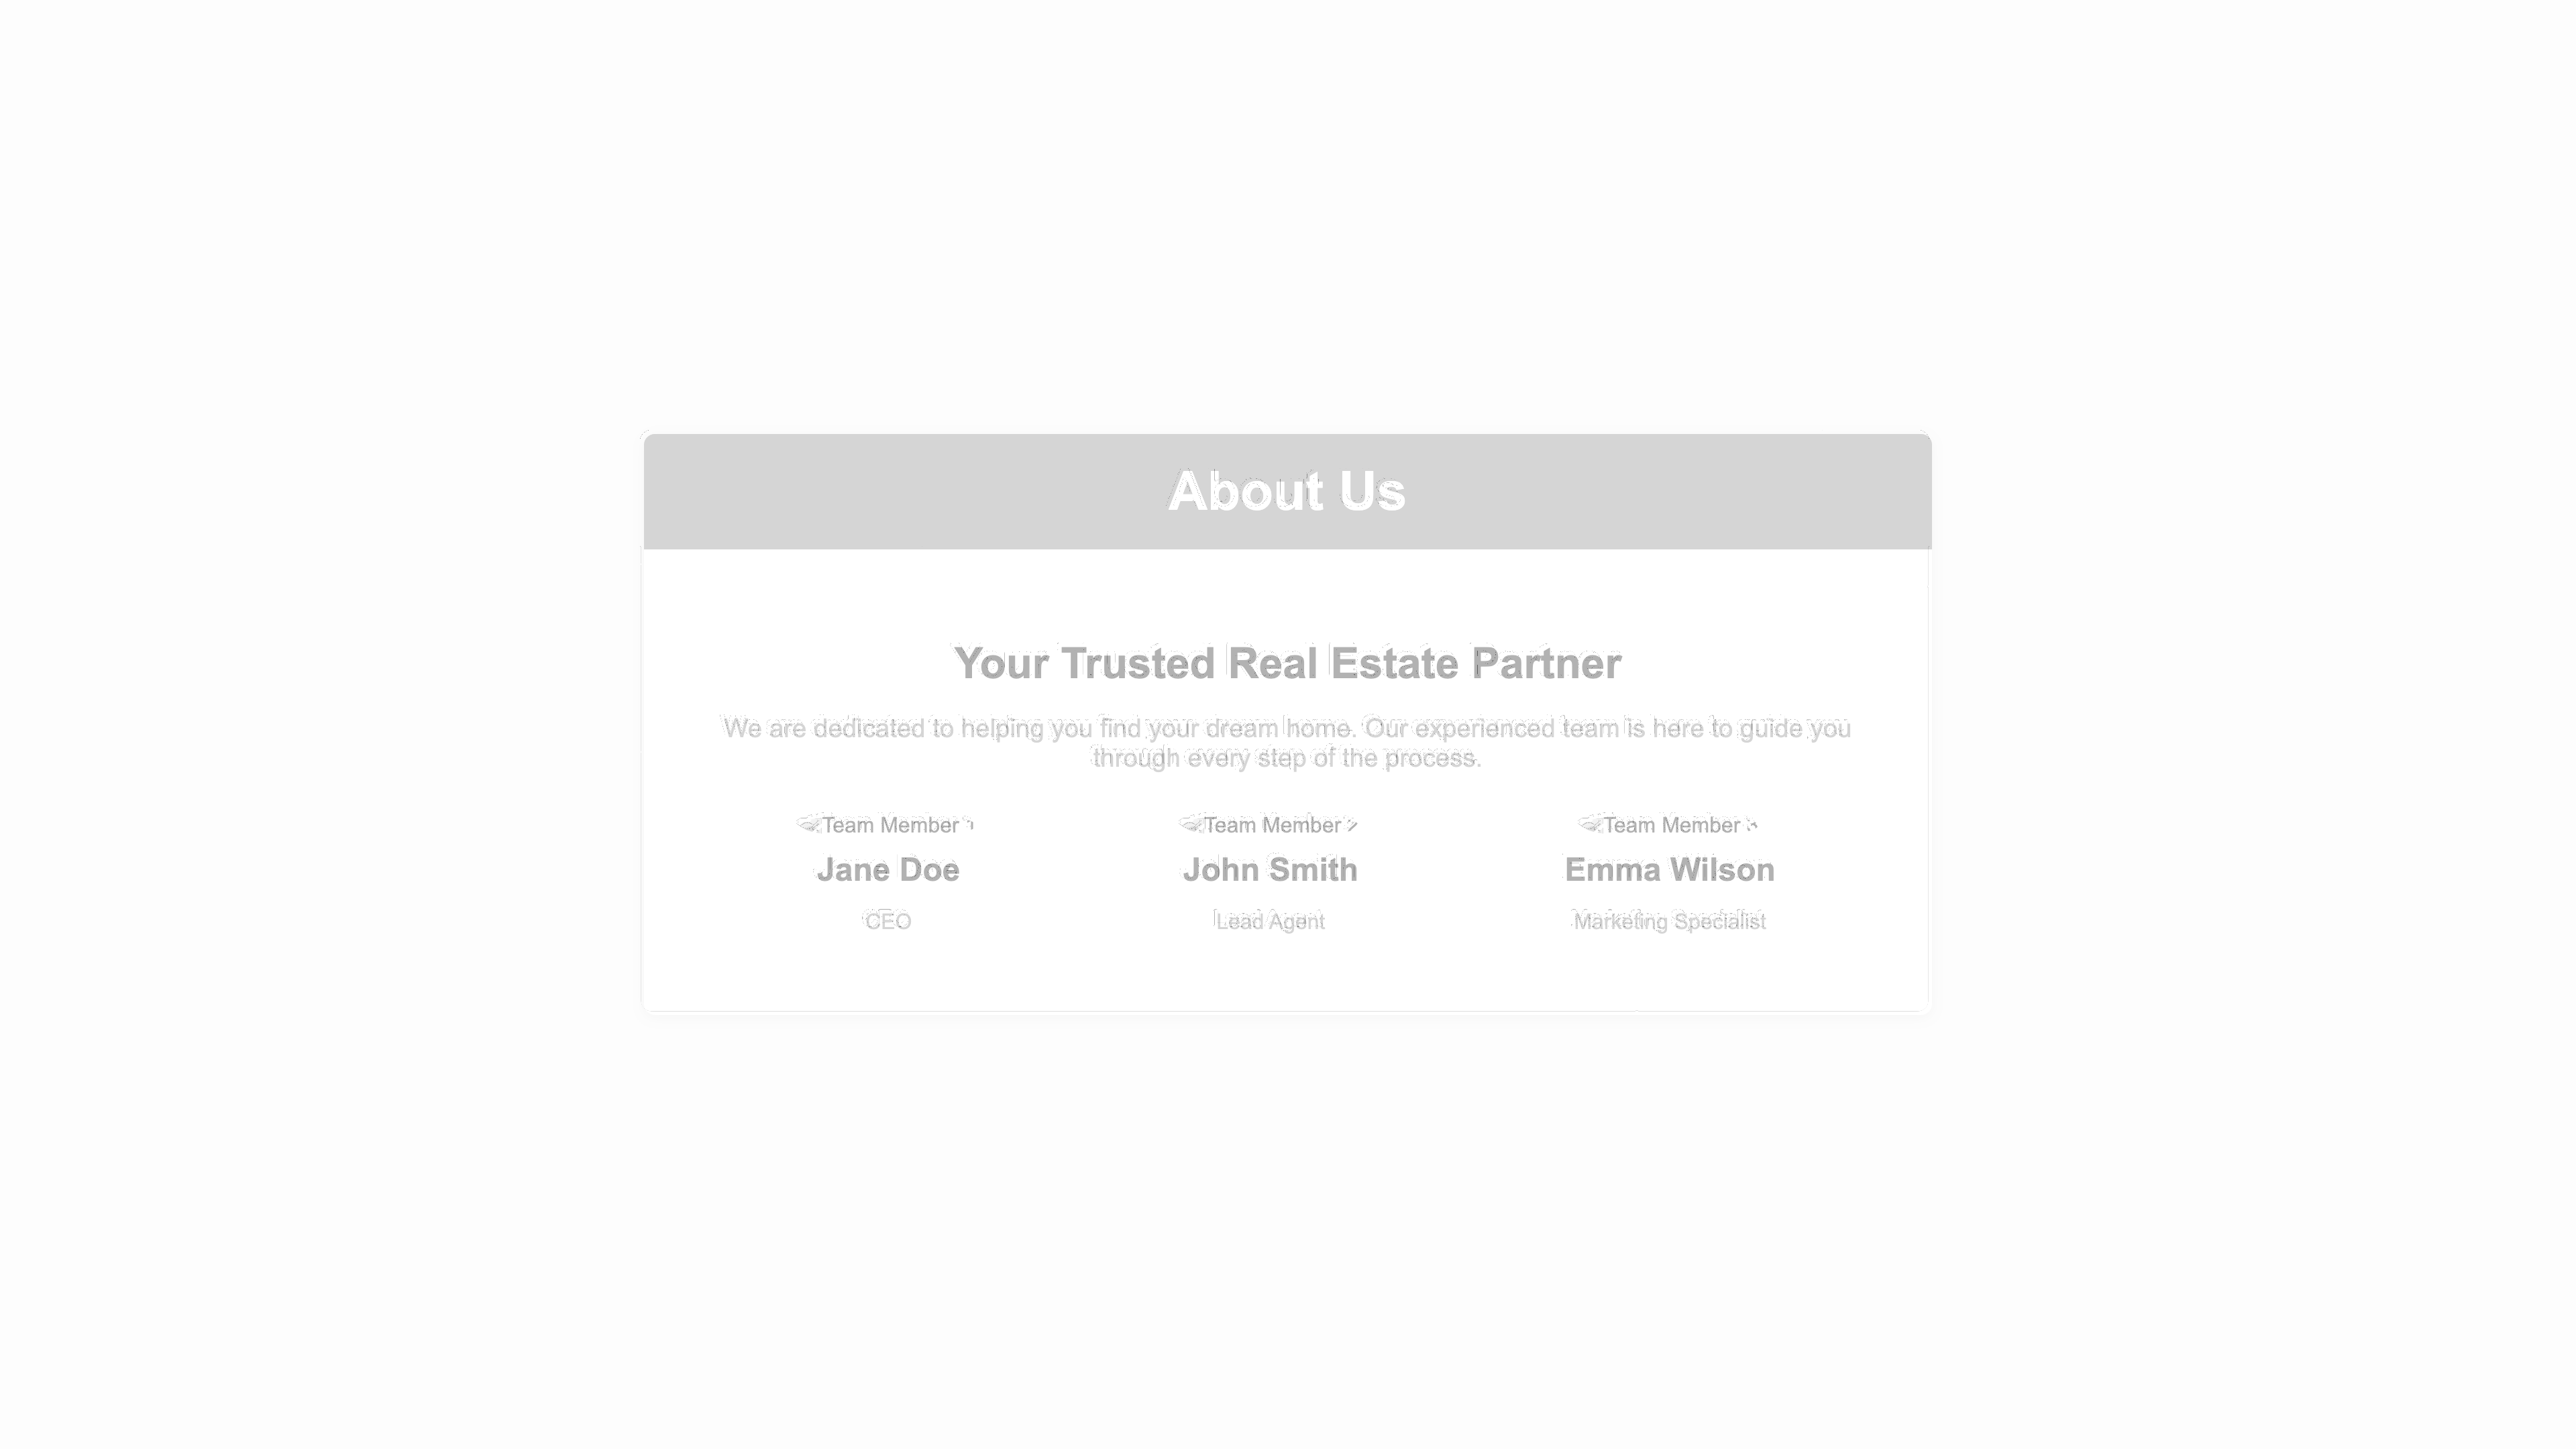 About Us
Your Trusted Real Estate Partner
We are dedicated to helping you find your dream home. Our experienced team is here to guide you
through every step of the process.
Team Member 1 Team Member 2 Team Member
Jane Doe John Smith Emma Wilson
CEO Lead Agent Marketing Specialist